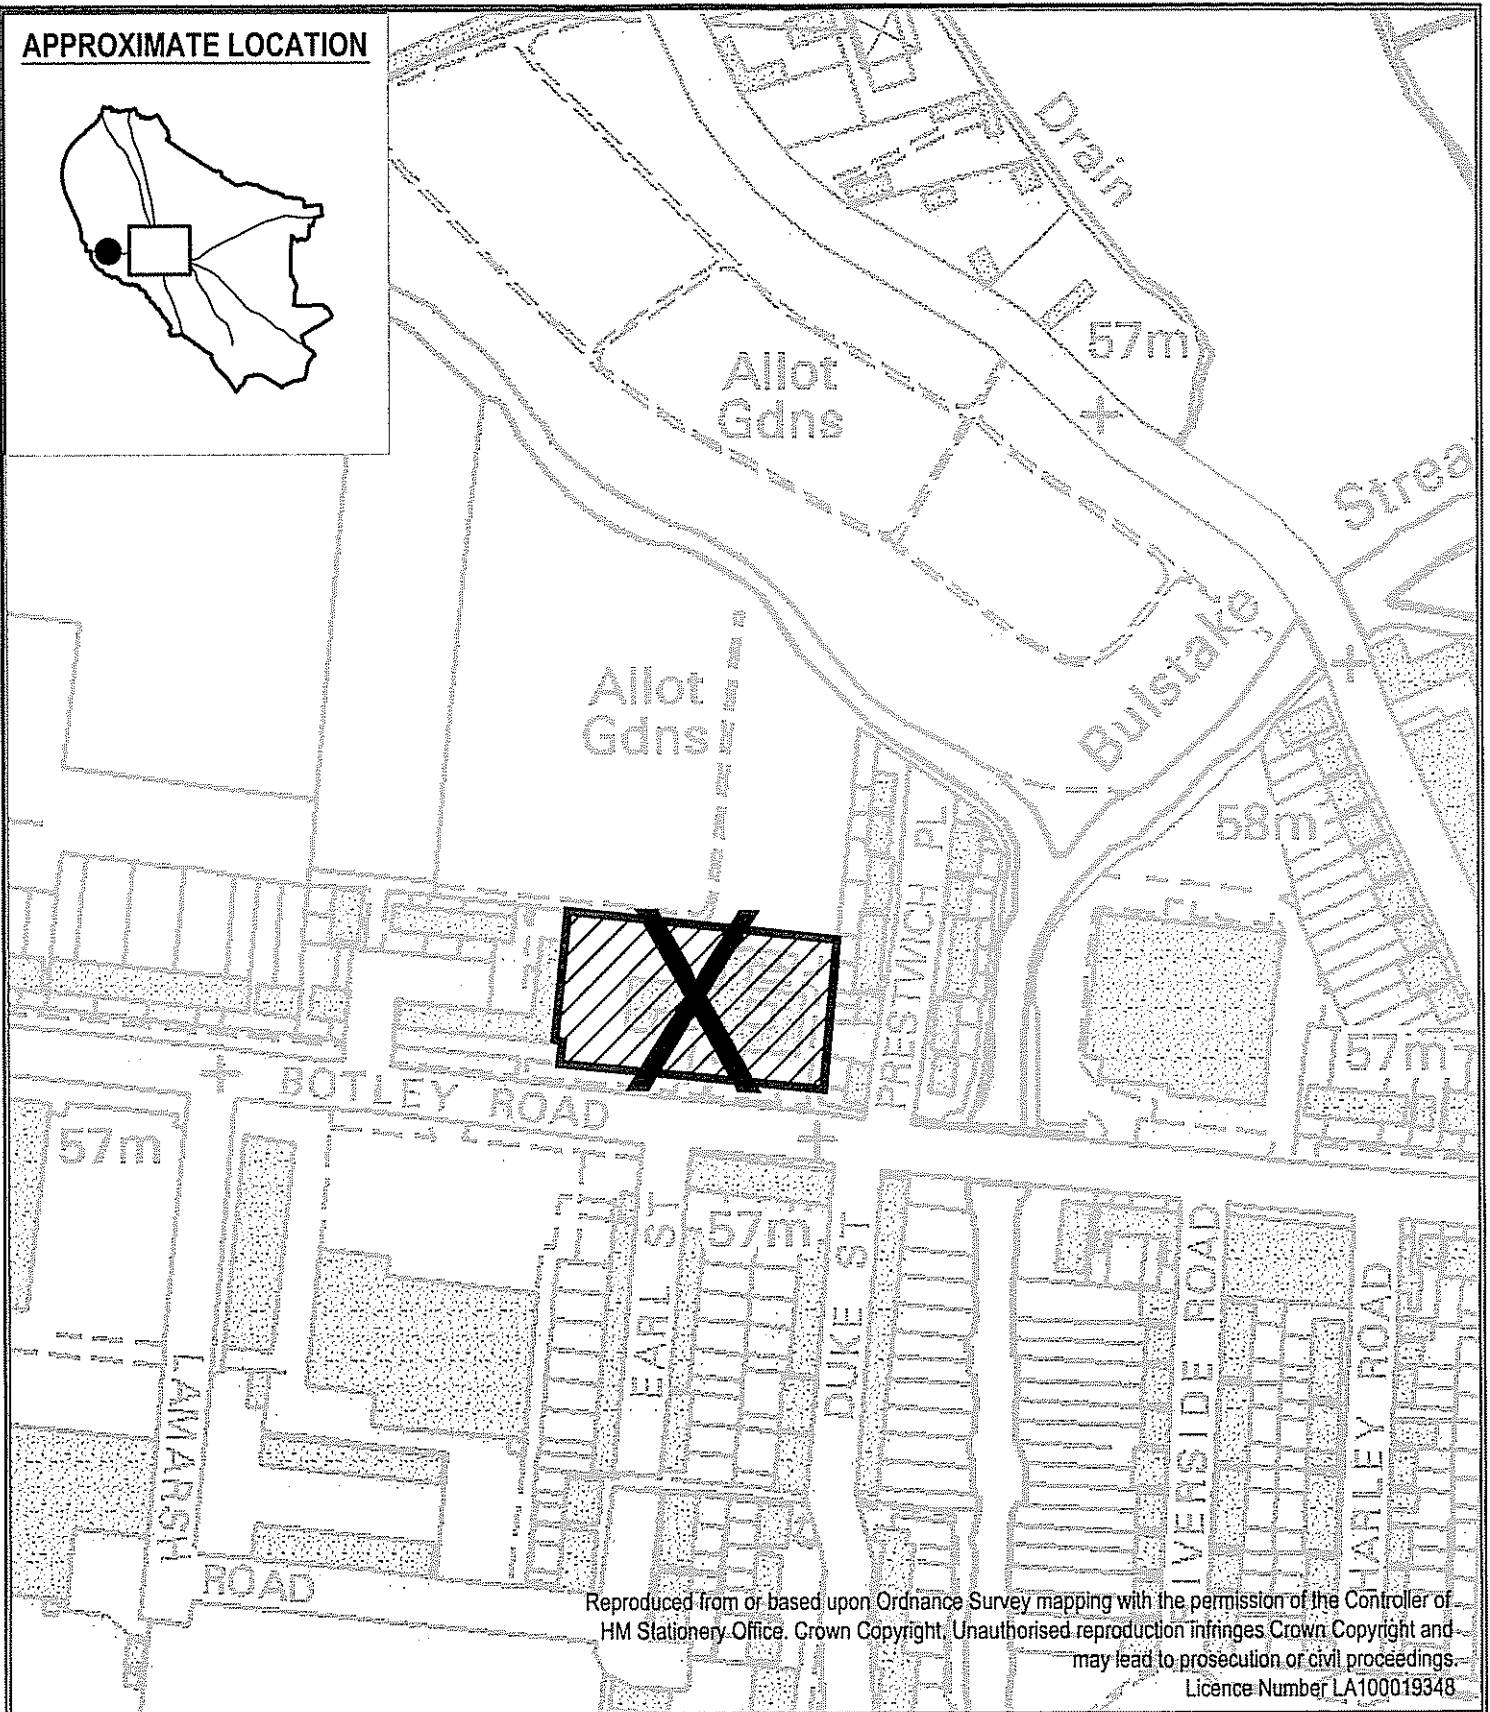 APPROXIMATE LOCATION
Drain
57m
Allot
Gdns
Strea
Bulstake
Allot
Gdns
58m
PRESTWICH PL
57m
BOTLEY ROAD
57m
EARL ST
57m
DUKE ST
RIVERSIDE ROAD
HARLEY ROAD
LAMARSH
ROAD
Reproduced from or based upon Ordnance Survey mapping with the permission of the Controller of
HM Stationery Office. Crown Copyright. Unauthorised reproduction infringes Crown Copyright and
may lead to prosecution or civil proceedings.
Licence Number LA100019348